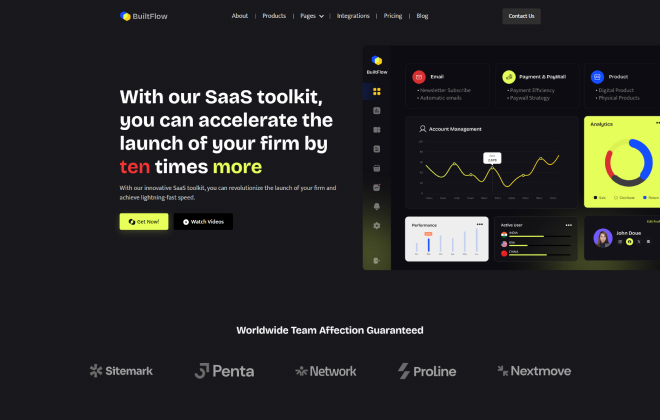 BuiltFlow
About | Products | Pages | Integrations | Pricing | Blog
Contact Us
With our SaaS toolkit,
you can accelerate the
launch of your firm by
ten times more
With our innovative SaaS toolkit, you can revolutionize the launch of your firm and
achieve lightning-fast speed.
Get Now!
Watch Videos
BuiltFlow
Email
• Newsletter Subscribe
• Automatic emails
Payment & PayWall
• Payment Efficiency
• Paywall Strategy
Product
• Digital Product
• Physical Products
Account Management
Analytics
Performance
Active User
INDIA
USA
CHINA
John Doue
Worldwide Team Affection Guaranteed
Sitemark
Penta
Network
Proline
Nextmove